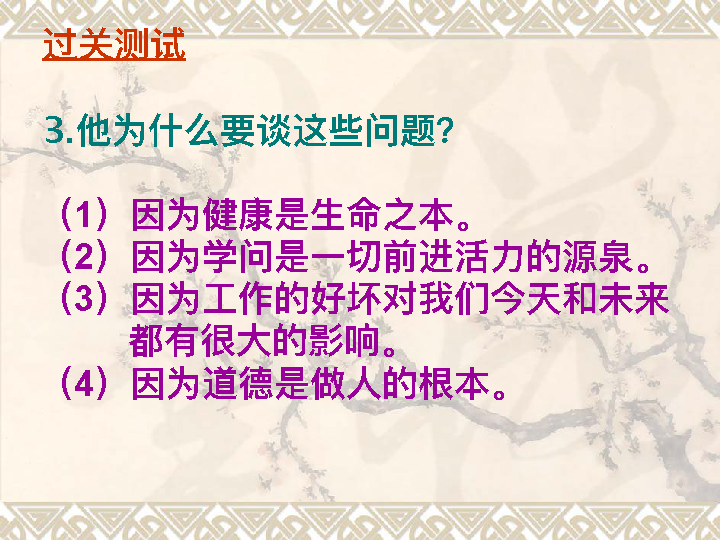 过关测试
3.他为什么要谈这些问题?
（1）因为健康是生命之本。
（2）因为学问是一切前进活力的源泉。
（3）因为工作的好坏对我们今天和未来
都有很大的影响。
（4）因为道德是做人的根本。